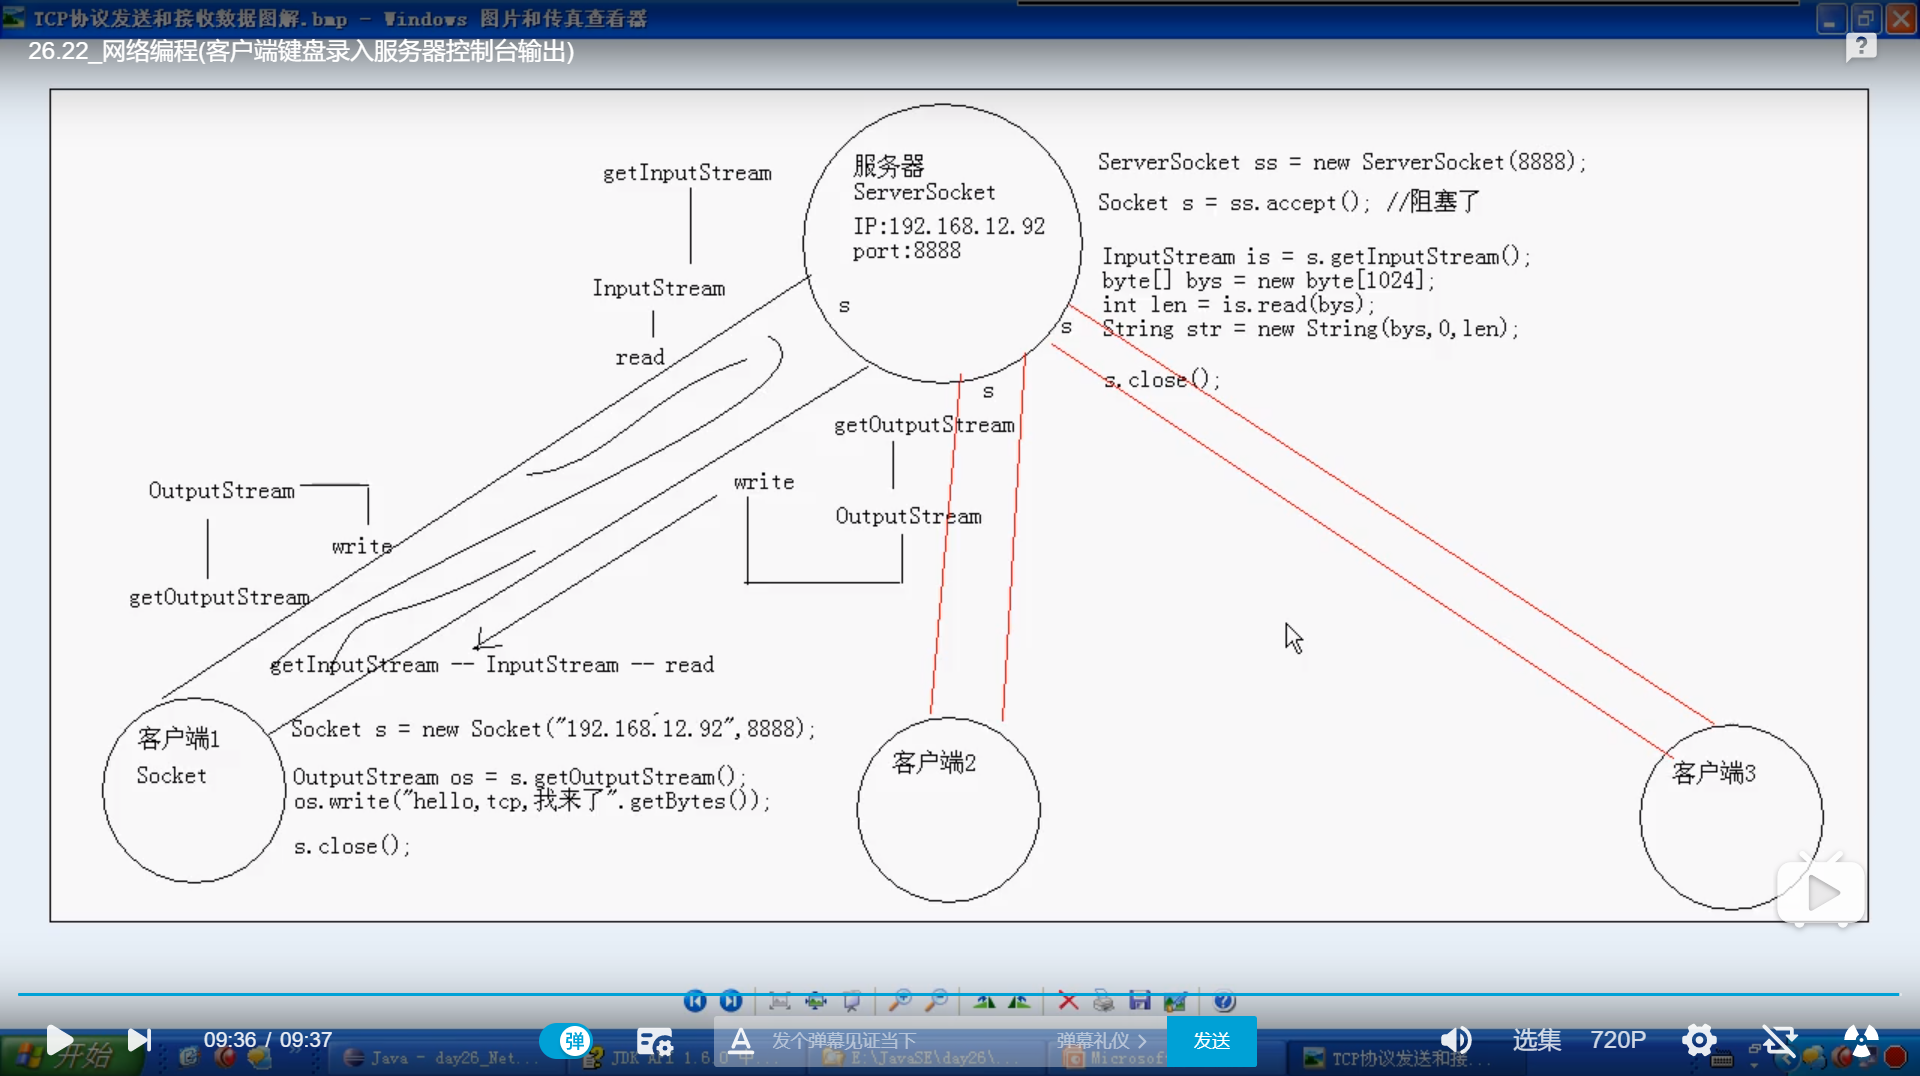 TCP协议发送和接收数据图解.bmp - Windows 图片和传真查看器
26.22_网络编程(客户端键盘录入服务器控制台输出)
服务器
ServerSocket
IP:192.168.12.92
port:8888
s
s
s
ServerSocket ss = new ServerSocket(8888);
Socket s = ss.accept(); //阻塞了
InputStream is = s.getInputStream();
byte[] bys = new byte[1024];
int len = is.read(bys);
String str = new String(bys,0,len);
s.close();
getInputStream
InputStream
read
getOutputStream
write
OutputStream
OutputStream
write
getOutputStream
getInputStream -- InputStream -- read
客户端1
Socket
Socket s = new Socket("192.168.12.92",8888);
OutputStream os = s.getOutputStream();
os.write("hello,tcp,我来了".getBytes());
s.close();
客户端2
客户端3
09:36 / 09:37
弹
发个弹幕见证当下
弹幕礼仪
发送
选集
720P
开始
Java - day26_Net...
JDK API 1.6.0 中...
E:\JavaSE\day26\...
Microsoft
TCP协议发送和接...